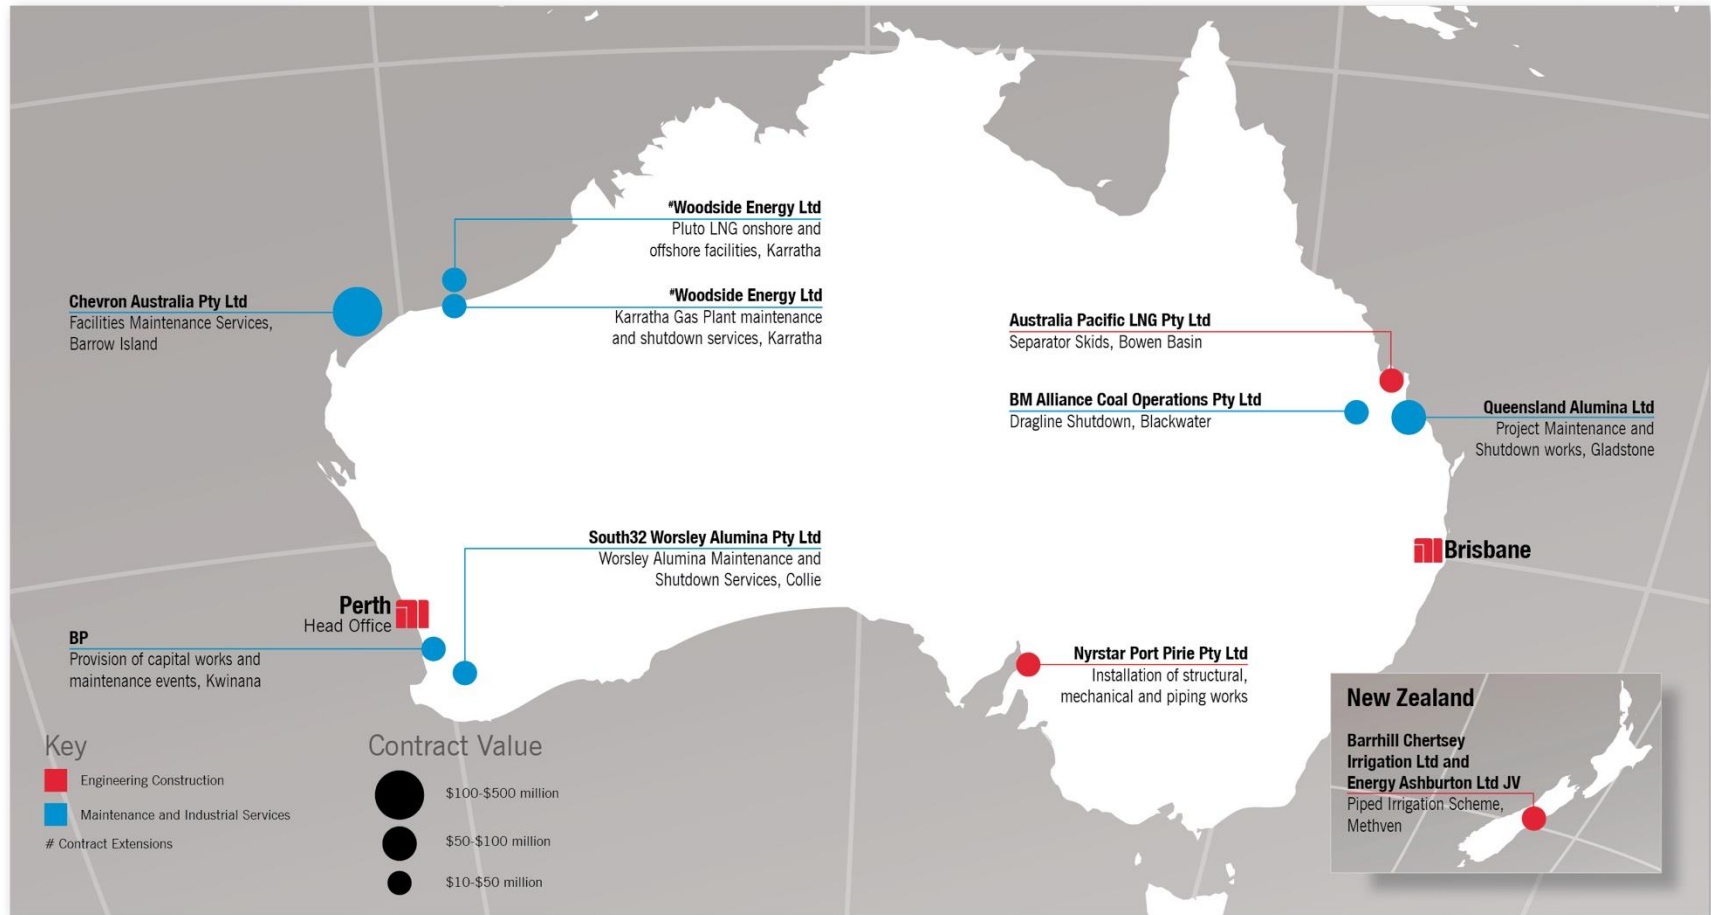 #Woodside Energy Ltd
Pluto LNG onshore and
offshore facilities, Karratha
#Woodside Energy Ltd
Karratha Gas Plant maintenance
and shutdown services, Karratha
Chevron Australia Pty Ltd
Facilities Maintenance Services,
Barrow Island
Australia Pacific LNG Pty Ltd
Separator Skids, Bowen Basin
BM Alliance Coal Operations Pty Ltd
Dragline Shutdown, Blackwater
Queensland Alumina Ltd
Project Maintenance and
Shutdown works, Gladstone
South32 Worsley Alumina Pty Ltd
Worsley Alumina Maintenance and
Shutdown Services, Collie
Brisbane
Perth
Head Office
BP
Provision of capital works and
maintenance events, Kwinana
Nyrstar Port Pirie Pty Ltd
Installation of structural,
mechanical and piping works
New Zealand
Barrhill Chertsey
Irrigation Ltd and
Energy Ashburton Ltd JV
Piped Irrigation Scheme,
Methven
Key
Engineering Construction
Maintenance and Industrial Services
# Contract Extensions
Contract Value
$100-$500 million
$50-$100 million
$10-$50 million